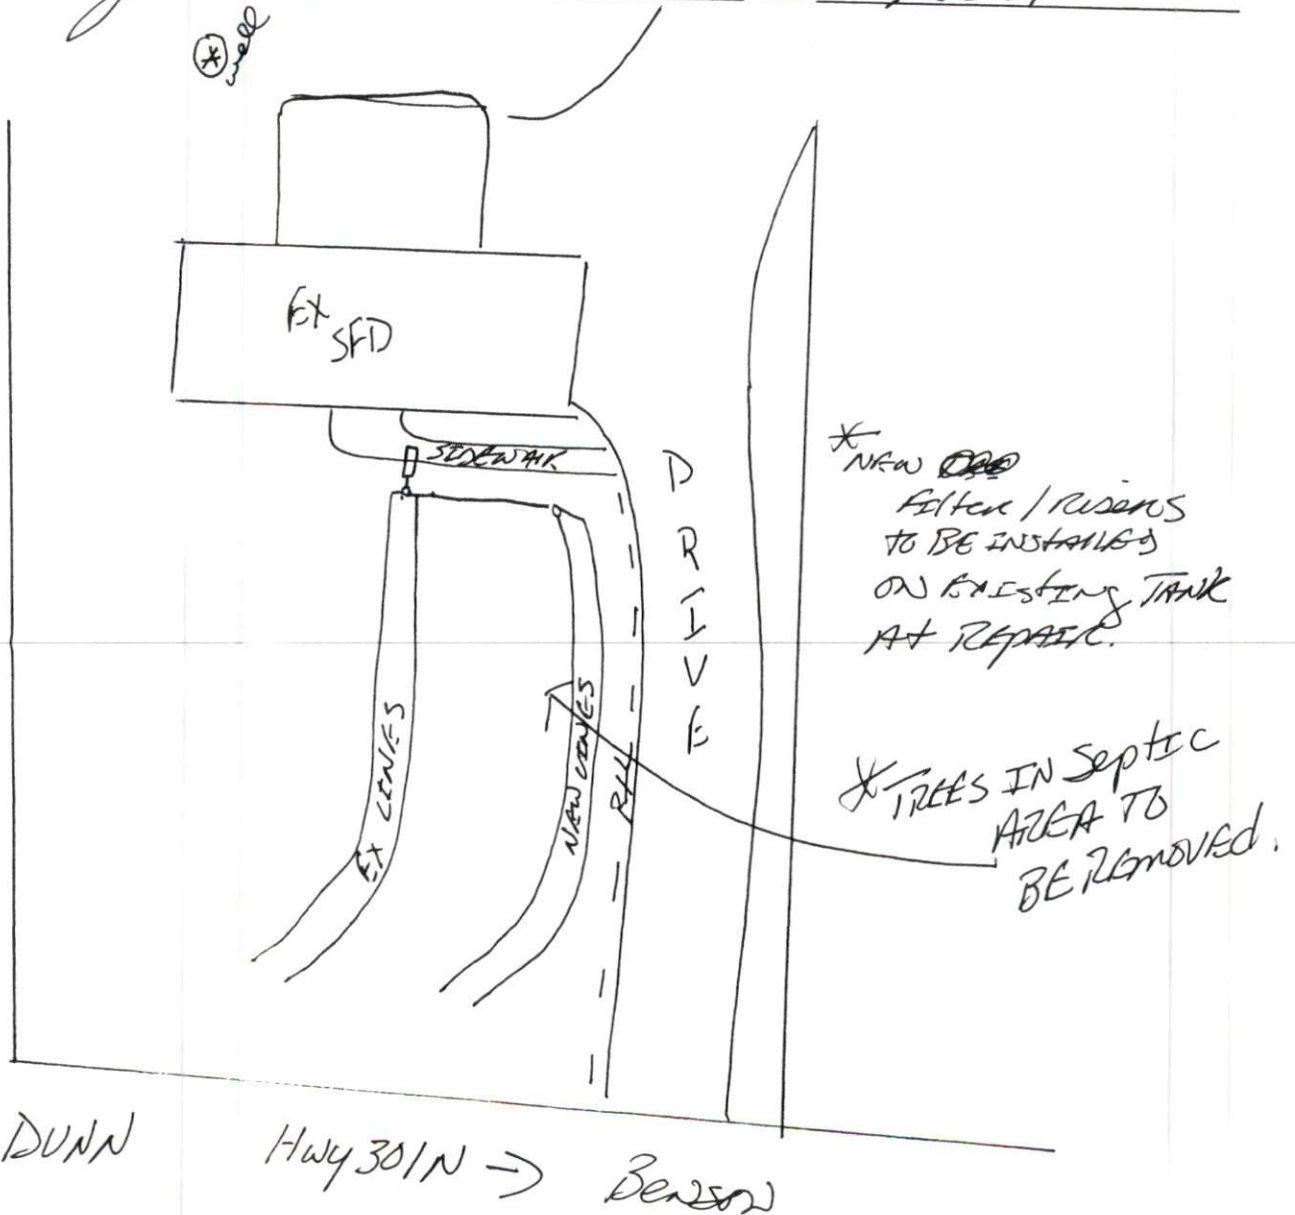 well
EX
SFD
SIDEWALK
DRIVE
* NEW
Filter / Risers
TO BE INSTALLED
ON EXISTING TANK
At REPAIR.
EX LINES
NEW LINES
* TREES IN Septic
AREA TO
BE REMOVED.
DUNN Hwy 301N → Benson